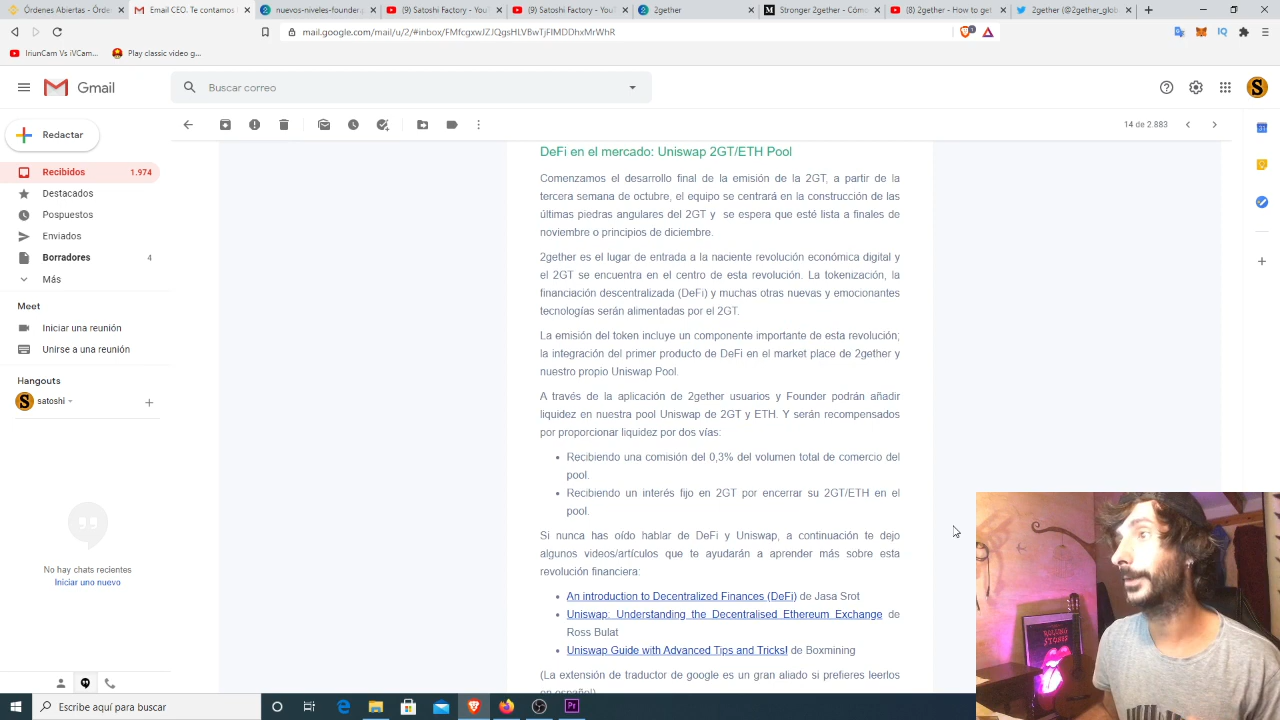 Órdenes | Binance
Email CEO. Te contamos
nuevos-niveles-founder
(9) Satoshi Factory - YouTu
(9) Satoshi Factory - YouTu
2gether
Stronger - Cómo
(8) 2gether - How to get
2gether (@2gether_glob
mail.google.com/mail/u/2/#inbox/FMfcgxwJZJQgsHLVBwTjFlMDDhxMrWhR
IriunCam Vs iVCam...
Play classic emulato g...
Gmail
Buscar correo
Redactar
14 de 2.883
Recibidos 1.974
Destacados
Pospuestos
Enviados
Borradores 4
Más
Meet
Iniciar una reunión
Unirse a una reunión
Hangouts
satoshi
No hay chats recientes
Iniciar uno nuevo
DeFi en el mercado: Uniswap 2GT/ETH Pool
Comenzamos el desarrollo final de la emisión de la 2GT, a partir de la
tercera semana de octubre, el equipo se centrará en la construcción de las
últimas piedras angulares del 2GT y se espera que esté lista a finales de
noviembre o principios de diciembre.
2gether es el lugar de entrada a la naciente revolución económica digital y
el 2GT se encuentra en el centro de esta revolución. La tokenización, la
financiación descentralizada (DeFi) y muchas otras nuevas y emocionantes
tecnologías serán alimentadas por el 2GT.
La emisión del token incluye un componente importante de esta revolución;
la integración del primer producto de DeFi en el market place de 2gether y
nuestro propio Uniswap Pool.
A través de la aplicación de 2gether usuarios y Founder podrán añadir
liquidez en nuestra pool Uniswap de 2GT y ETH. Y serán recompensados
por proporcionar liquidez por dos vías:
Recibiendo una comisión del 0,3% del volumen total de comercio del
pool.
Recibiendo un interés fijo en 2GT por encerrar su 2GT/ETH en el
pool.
Si nunca has oído hablar de DeFi y Uniswap, a continuación te dejo
algunos videos/artículos que te ayudarán a aprender más sobre esta
revolución financiera:
An introduction to Decentralized Finances (DeFi) de Jasa Srot
Uniswap: Understanding the Decentralised Ethereum Exchange de
Ross Bulat
Uniswap Guide with Advanced Tips and Tricks! de Boxmining
(La extensión de traductor de google es un gran aliado si prefieres leerlos
en español)
Escribe aquí para buscar
ROLLING
STONES